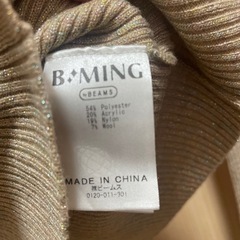 B:MING
by BEAMS
54% Polyester
20% Acrylic
19% Nylon
7% Wool
MADE IN CHINA
㈱ビームス
0120-011-301